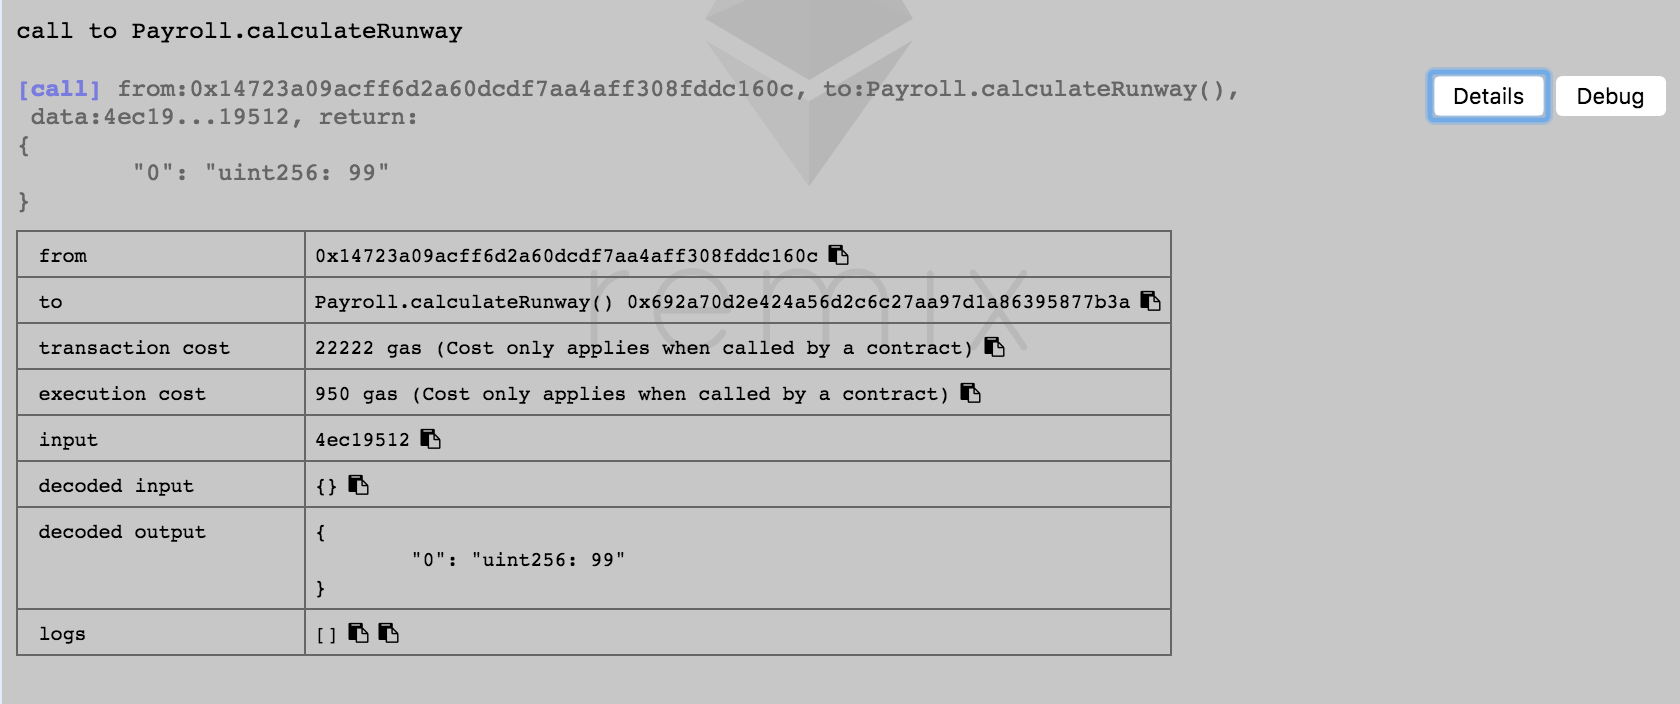 call to Payroll.calculateRunway
[call] from:0x14723a09acff6d2a60dcdf7aa4aff308fddc160c, to:Payroll.calculateRunway(),
data:4ec19...19512, return:
{
"0": "uint256: 99"
}
Details
Debug
from 0x14723a09acff6d2a60dcdf7aa4aff308fddc160c
to Payroll.calculateRunway() 0x692a70d2e424a56d2c6c27aa97d1a86395877b3a
transaction cost 22222 gas (Cost only applies when called by a contract)
execution cost 950 gas (Cost only applies when called by a contract)
input 4ec19512
decoded input {}
decoded output {
"0": "uint256: 99"
}
logs []
remix